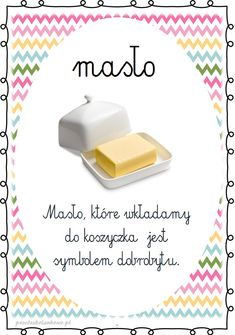 masło
Masło, które wkładamy
do koszyczka jest
symbolem dobrobytu.